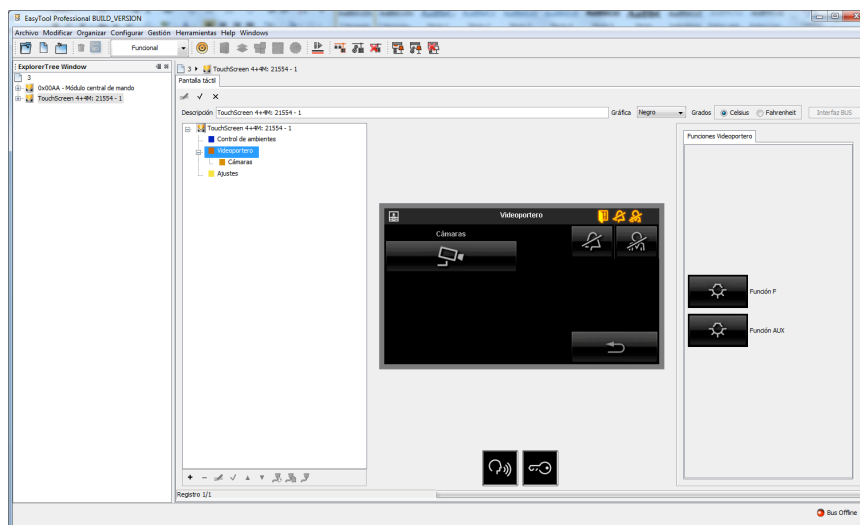 EasyTool Professional BUILD_VERSION
Archivo Modificar Organizar Configurar Gestión Herramientas Help Windows
Funcional
ExplorerTree Window
3
0x00AA - Módulo central de mando
TouchScreen 4+4M: 21554 - 1
3 TouchScreen 4+4M: 21554 - 1
Pantalla táctil
Descripción TouchScreen 4+4M: 21554 - 1 Gráfica Negro Grados Celsius Fahrenheit Interfaz BUS
TouchScreen 4+4M: 21554 - 1
Control de ambientes
Videoportero
Cámaras
Ajustes
Videoportero
Cámaras
Funciones Videoportero
Función F
Función AUX
Registro 1/1
Bus Offline